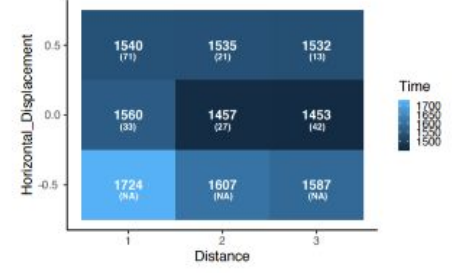 0.5
1540 1535 1532
(71) (21) (13)
0.0
1560 1457 1453
(33) (27) (42)
-0.5
1724 1607 1587
(NA) (NA) (NA)
1 2 3
Distance
Horizontal_Displacement
Time
1700
1650
1600
1550
1500